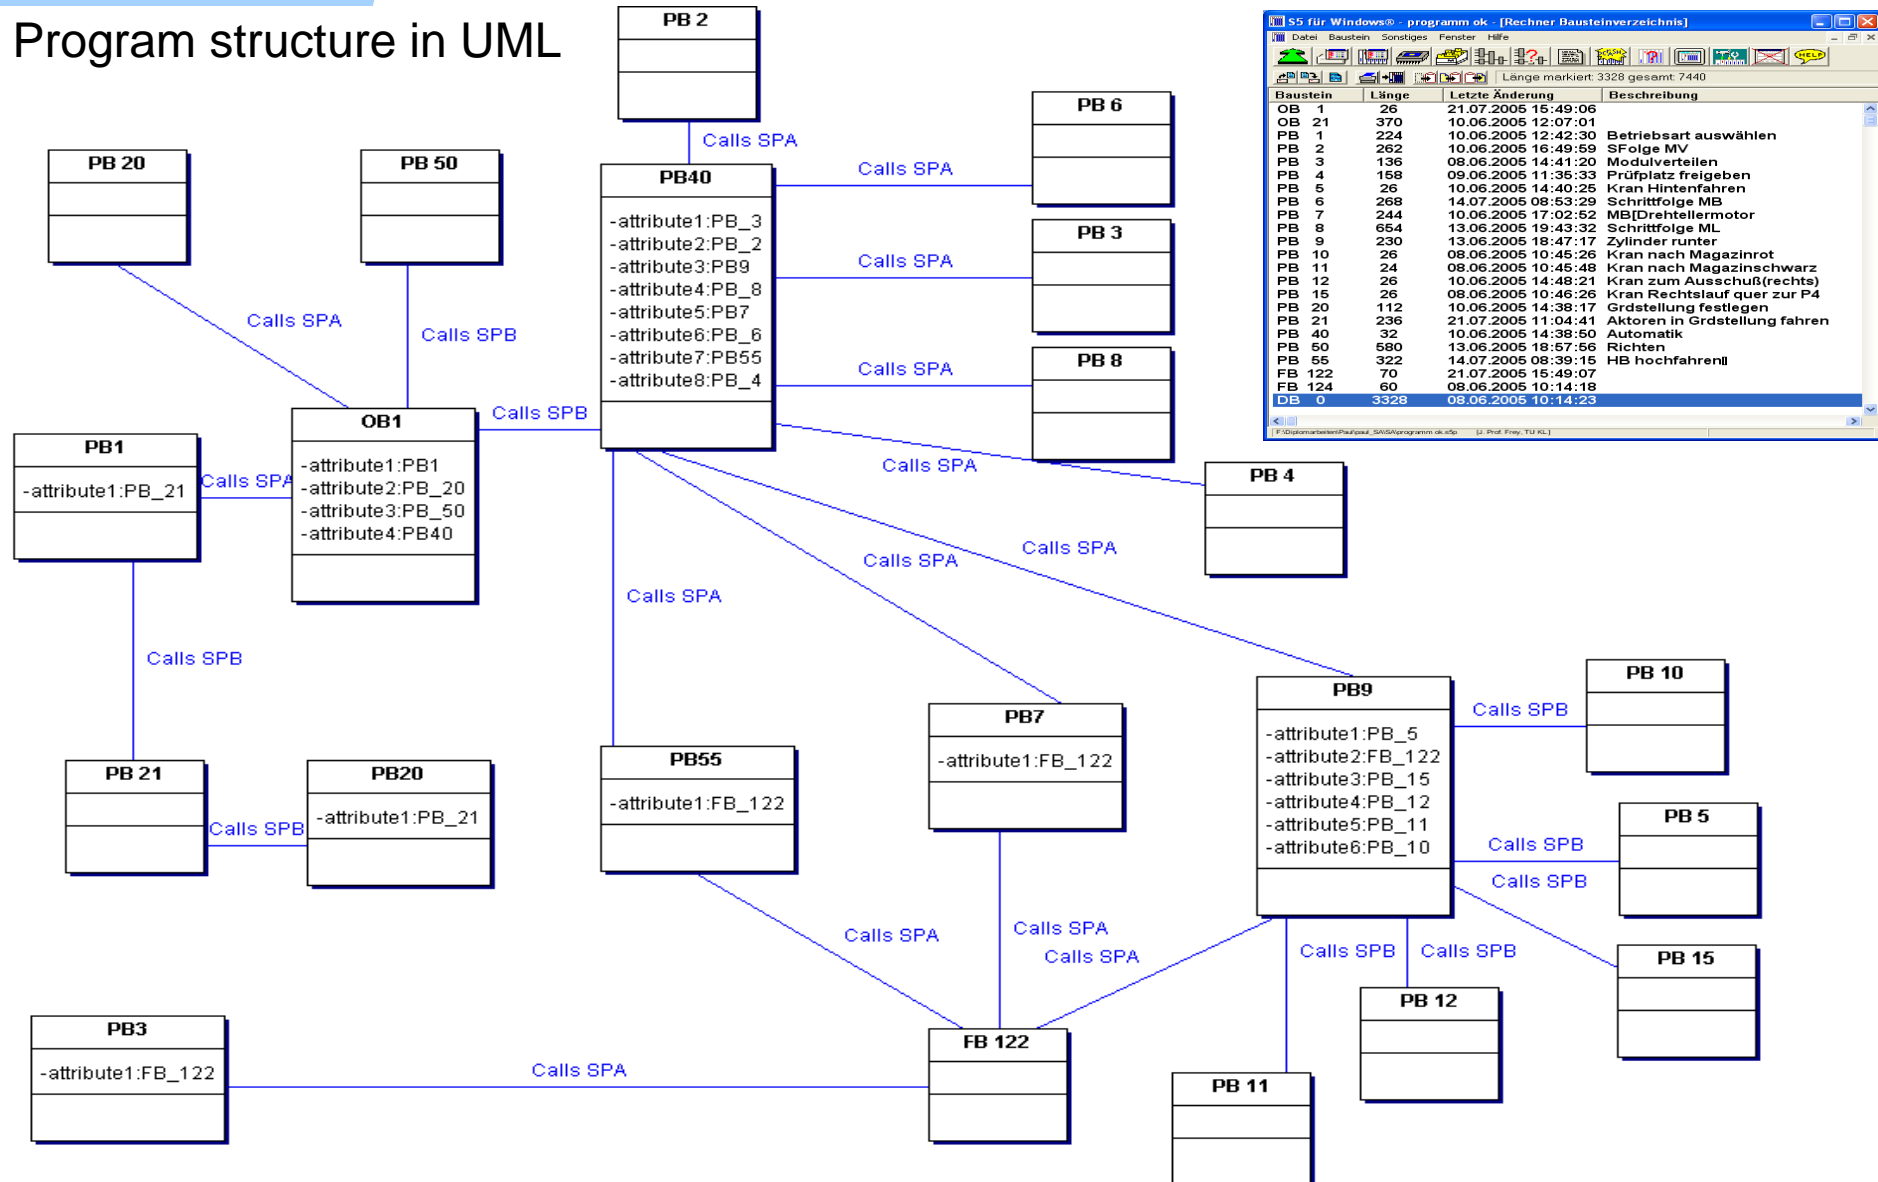 Program structure in UML
PB 2
Calls SPA
PB 20
PB 50
PB40
-attribute1:PB_3
-attribute2:PB_2
-attribute3:PB9
-attribute4:PB_8
-attribute5:PB7
-attribute6:PB_6
-attribute7:PB55
-attribute8:PB_4
Calls SPA
PB 6
Calls SPA
PB 3
Calls SPA
PB 8
Calls SPA
PB 4
Calls SPA
Calls SPB
Calls SPB
OB1
-attribute1:PB1
-attribute2:PB_20
-attribute3:PB_50
-attribute4:PB40
PB1
-attribute1:PB_21
Calls SPA
Calls SPB
PB 21
Calls SPB
PB20
-attribute1:PB_21
Calls SPA
Calls SPA
Calls SPA
PB55
-attribute1:FB_122
PB7
-attribute1:FB_122
PB9
-attribute1:PB_5
-attribute2:FB_122
-attribute3:PB_15
-attribute4:PB_12
-attribute5:PB_11
-attribute6:PB_10
Calls SPB
PB 10
Calls SPB
PB 5
Calls SPB
PB 15
Calls SPA
Calls SPA
Calls SPA
Calls SPB
Calls SPB
PB 12
PB 11
PB3
-attribute1:FB_122
Calls SPA
FB 122
S5 für Windows® - programm ok - [Rechner Bausteinverzeichnis]
Datei Baustein Sonstiges Fenster Hilfe
HELP
Länge markiert: 3328 gesamt: 7440
Baustein Länge Letzte Änderung Beschreibung
OB 1 26 21.07.2005 15:49:06
OB 21 370 10.06.2005 12:07:01
PB 1 224 10.06.2005 12:42:30 Betriebsart auswählen
PB 2 262 10.06.2005 16:49:59 SFolge MV
PB 3 136 08.06.2005 14:41:20 Modulverteilen
PB 4 158 09.06.2005 11:35:33 Prüfplatz freigeben
PB 5 26 10.06.2005 14:40:25 Kran Hintenfahren
PB 6 268 14.07.2005 08:53:29 Schrittfolge MB
PB 7 244 10.06.2005 17:02:52 MB[Drehtellermotor
PB 8 654 13.06.2005 19:43:32 Schrittfolge ML
PB 9 230 13.06.2005 18:47:17 Zylinder runter
PB 10 26 08.06.2005 10:45:26 Kran nach Magazinrot
PB 11 24 08.06.2005 10:45:48 Kran nach Magazinschwarz
PB 12 26 10.06.2005 14:48:21 Kran zum Ausschuß(rechts)
PB 15 26 08.06.2005 10:46:26 Kran Rechtslauf quer zur P4
PB 20 112 10.06.2005 14:38:17 Grdstellung festlegen
PB 21 236 21.07.2005 11:04:41 Aktoren in Grdstellung fahren
PB 40 32 10.06.2005 14:38:50 Automatik
PB 50 580 13.06.2005 18:57:56 Richten
PB 55 322 14.07.2005 08:39:15 HB hochfahren
FB 122 70 21.07.2005 15:49:07
FB 124 60 08.06.2005 10:14:18
DB 0 3328 08.06.2005 10:14:23